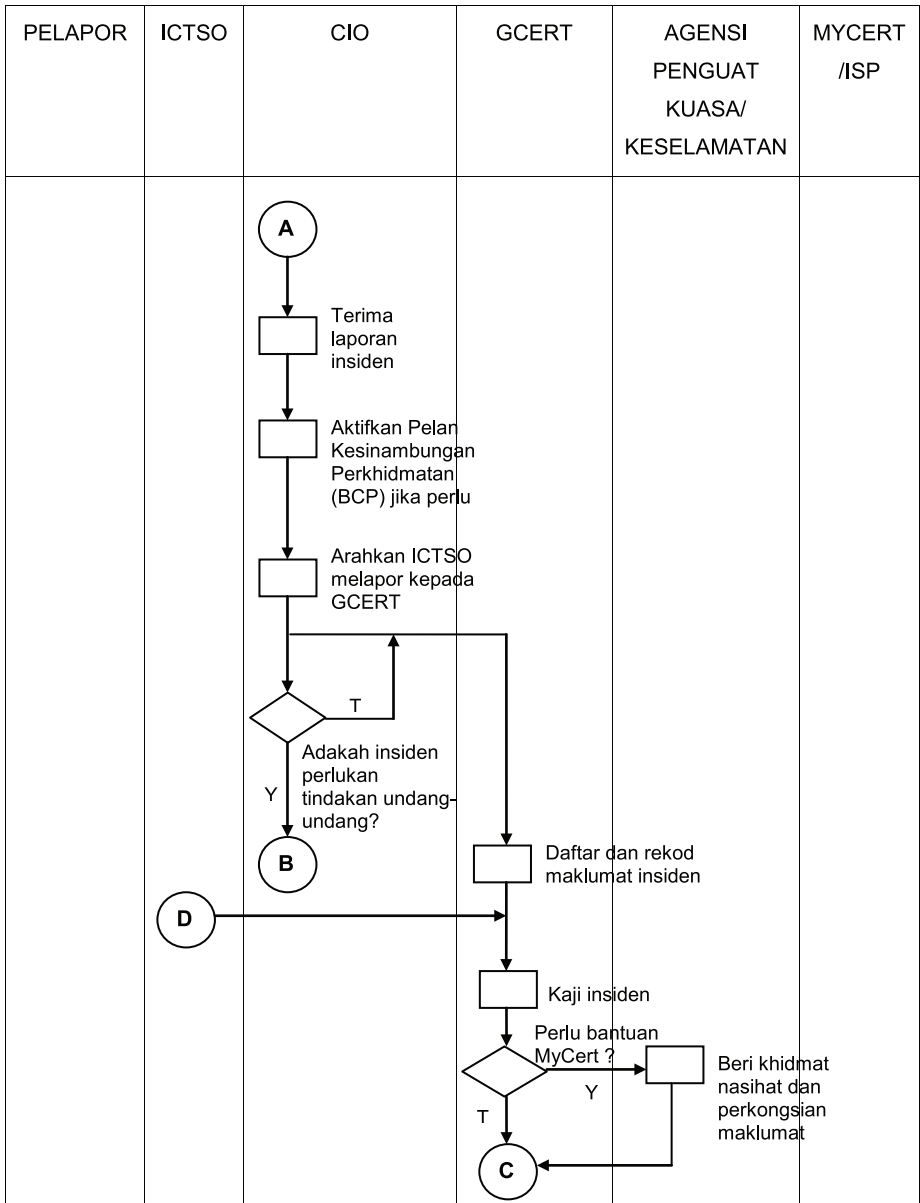 PELAPOR
ICTSO
CIO
GCERT
AGENSI
PENGUAT
KUASA/
KESELAMATAN
MYCERT
/ISP
A
Terima
laporan
insiden
Aktifkan Pelan
Kesinambungan
Perkhidmatan
(BCP) jika perlu
Arahkan ICTSO
melapor kepada
GCERT
T
Adakah insiden
perlukan
tindakan undang-
undang?
Y
B
Daftar dan rekod
maklumat insiden
D
Kaji insiden
Perlu bantuan
MyCert ?
Y
Beri khidmat
nasihat dan
perkongsian
maklumat
T
C